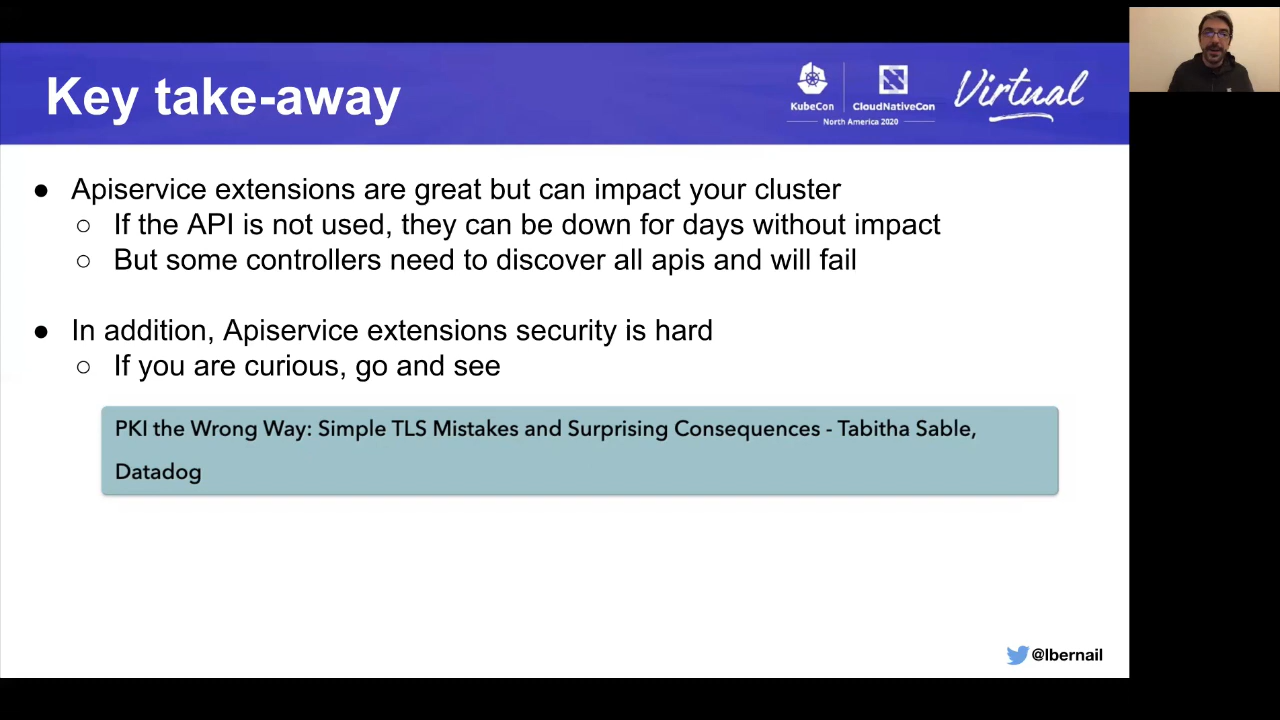 Key take-away
KubeCon
CloudNativeCon
North America 2020
Virtual
● Apiservice extensions are great but can impact your cluster
○ If the API is not used, they can be down for days without impact
○ But some controllers need to discover all apis and will fail
● In addition, Apiservice extensions security is hard
○ If you are curious, go and see
PKI the Wrong Way: Simple TLS Mistakes and Surprising Consequences - Tabitha Sable,
Datadog
@lbernail